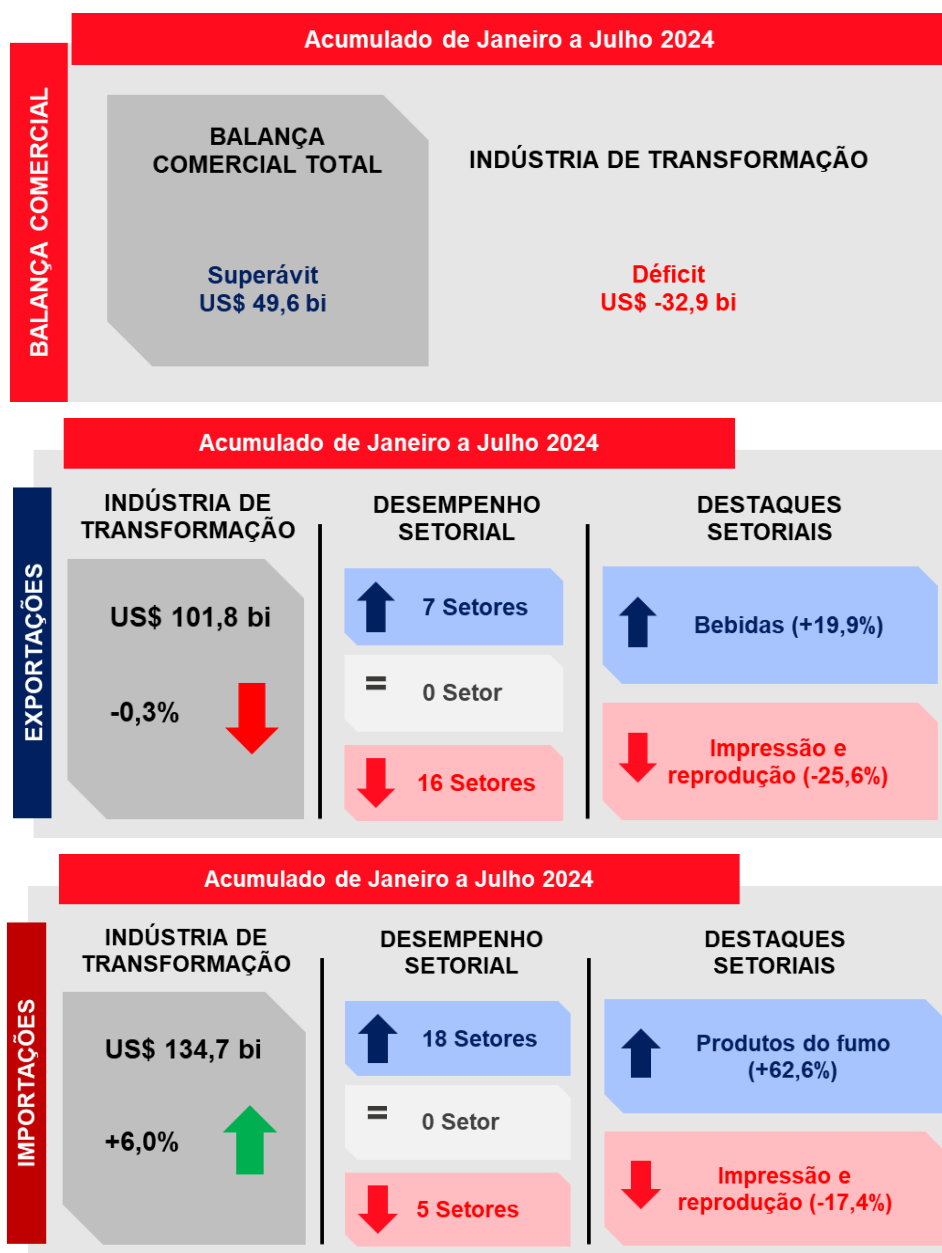 Acumulado de Janeiro a Julho 2024
BALANÇA COMERCIAL
BALANÇA
COMERCIAL TOTAL
Superávit
US$ 49,6 bi
INDÚSTRIA DE TRANSFORMAÇÃO
Déficit
US$ -32,9 bi
Acumulado de Janeiro a Julho 2024
EXPORTAÇÕES
INDÚSTRIA DE
TRANSFORMAÇÃO
US$ 101,8 bi
-0,3%
DESEMPENHO
SETORIAL
7 Setores
=
0 Setor
16 Setores
DESTAQUES
SETORIAIS
Bebidas (+19,9%)
Impressão e
reprodução (-25,6%)
Acumulado de Janeiro a Julho 2024
IMPORTAÇÕES
INDÚSTRIA DE
TRANSFORMAÇÃO
US$ 134,7 bi
+6,0%
DESEMPENHO
SETORIAL
18 Setores
=
0 Setor
5 Setores
DESTAQUES
SETORIAIS
Produtos do fumo
(+62,6%)
Impressão e
reprodução (-17,4%)